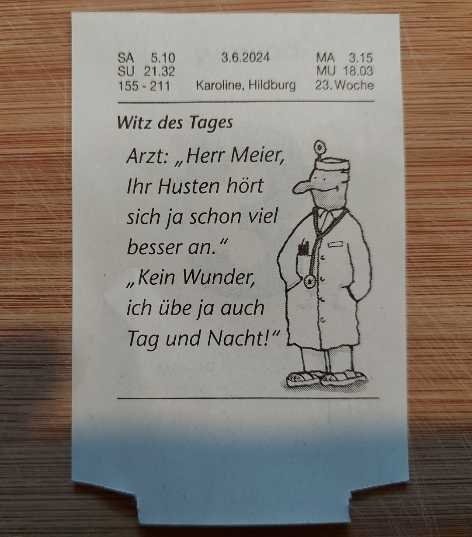 SA 5.10 3.6.2024 MA 3.15
SU 21.32 MU 18.03
155 - 211 Karoline, Hildburg 23. Woche
Witz des Tages
Arzt: „Herr Meier,
Ihr Husten hört
sich ja schon viel
besser an.“
„Kein Wunder,
ich übe ja auch
Tag und Nacht!“